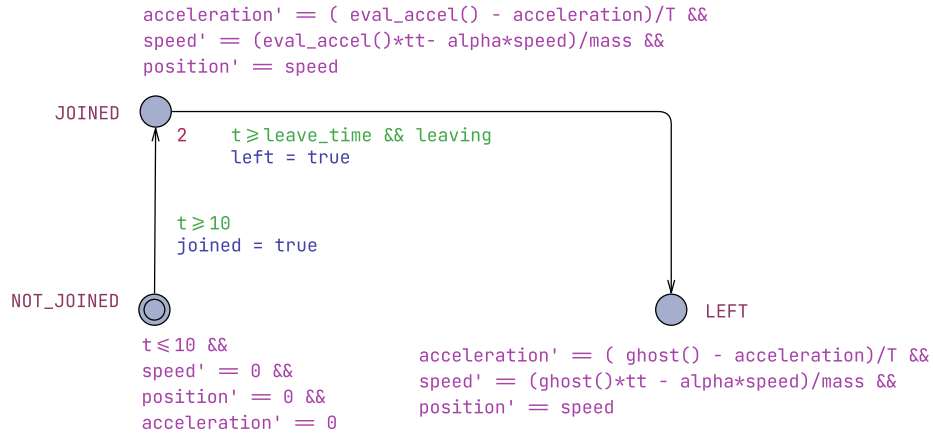 acceleration' == ( eval_accel() - acceleration)/T &&
speed' == (eval_accel()*tt- alpha*speed)/mass &&
position' == speed
JOINED
2
t>=leave_time && leaving
left = true
t>=10
joined = true
NOT_JOINED
LEFT
t<=10 &&
speed' == 0 &&
position' == 0 &&
acceleration' == 0
acceleration' == ( ghost() - acceleration)/T &&
speed' == (ghost()*tt - alpha*speed)/mass &&
position' == speed